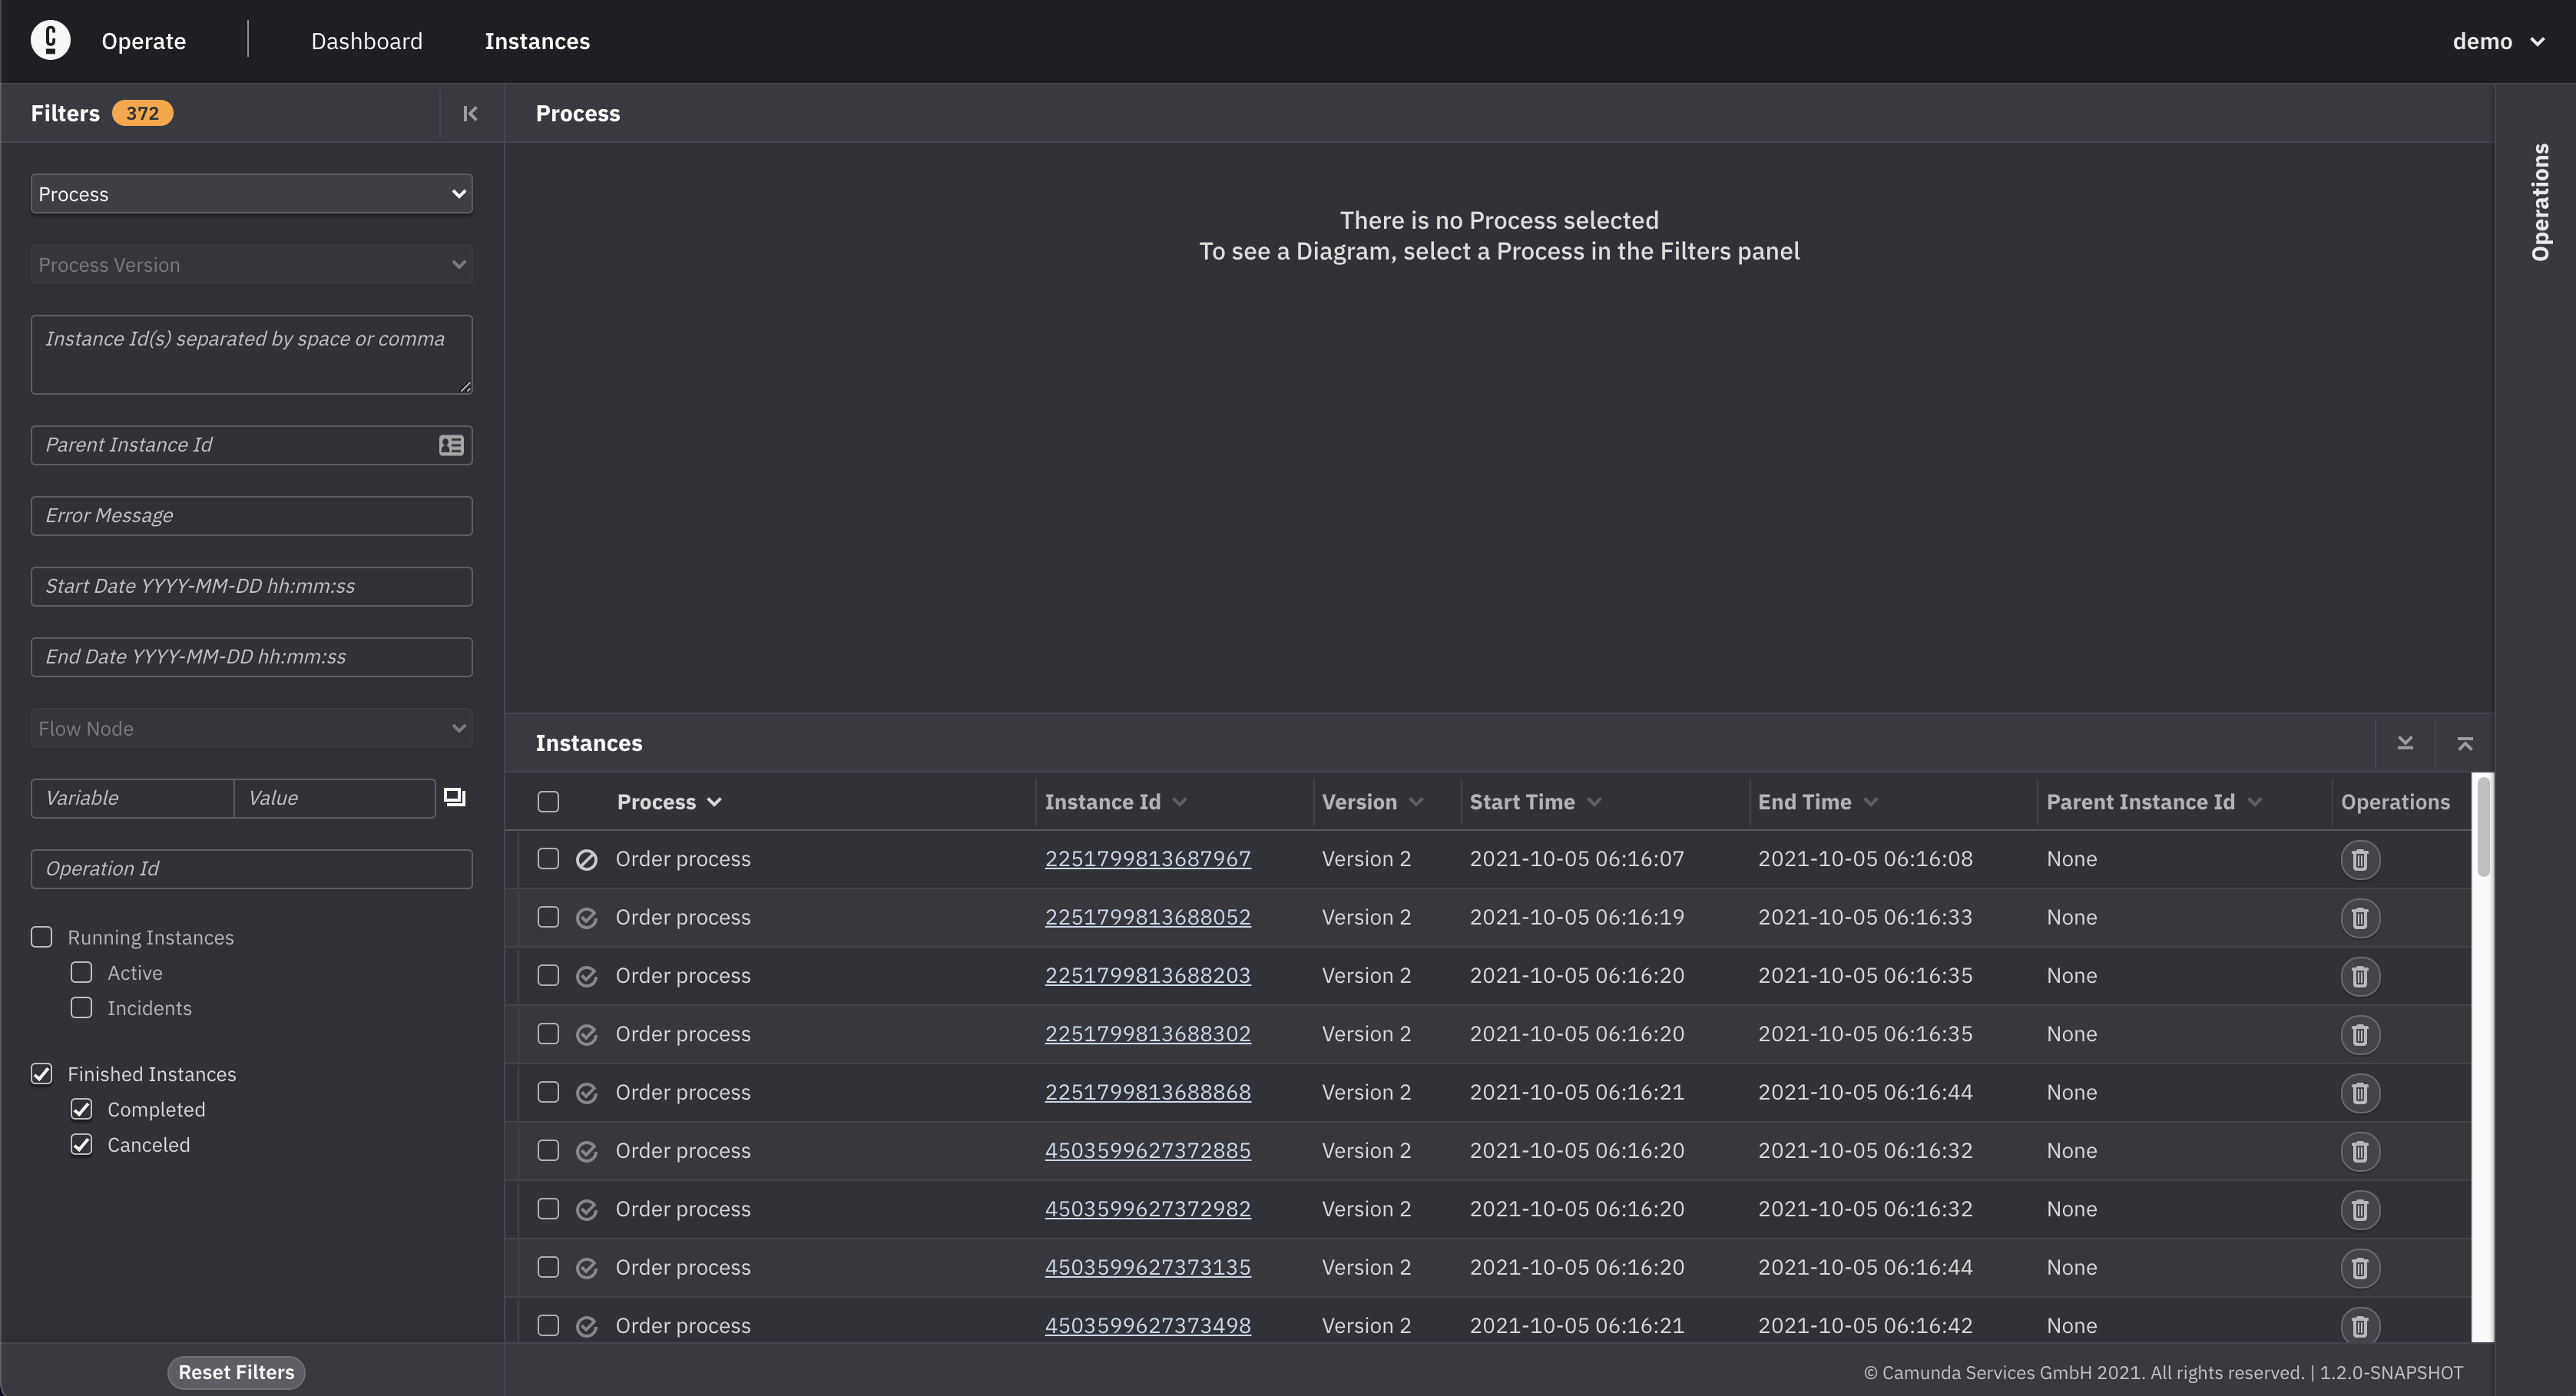 Operate
Dashboard
Instances
demo
Filters 372
Process
Process Version
Instance Id(s) separated by space or comma
Parent Instance Id
Error Message
Start Date YYYY-MM-DD hh:mm:ss
End Date YYYY-MM-DD hh:mm:ss
Flow Node
Variable Value
Operation Id
Running Instances
Active
Incidents
Finished Instances
Completed
Canceled
Reset Filters
Process
There is no Process selected
To see a Diagram, select a Process in the Filters panel
Operations
Instances
Process Instance Id Version Start Time End Time Parent Instance Id Operations
Order process 2251799813687967 Version 2 2021-10-05 06:16:07 2021-10-05 06:16:08 None
Order process 2251799813688052 Version 2 2021-10-05 06:16:19 2021-10-05 06:16:33 None
Order process 2251799813688203 Version 2 2021-10-05 06:16:20 2021-10-05 06:16:35 None
Order process 2251799813688302 Version 2 2021-10-05 06:16:20 2021-10-05 06:16:35 None
Order process 2251799813688868 Version 2 2021-10-05 06:16:21 2021-10-05 06:16:44 None
Order process 4503599627372885 Version 2 2021-10-05 06:16:20 2021-10-05 06:16:32 None
Order process 4503599627372982 Version 2 2021-10-05 06:16:20 2021-10-05 06:16:32 None
Order process 4503599627373135 Version 2 2021-10-05 06:16:20 2021-10-05 06:16:44 None
Order process 4503599627373498 Version 2 2021-10-05 06:16:21 2021-10-05 06:16:42 None
© Camunda Services GmbH 2021. All rights reserved. | 1.2.0-SNAPSHOT